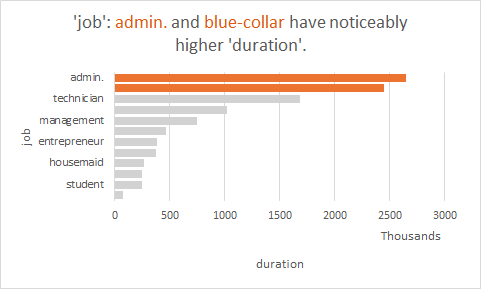 'job': admin. and blue-collar have noticeably
higher 'duration'.
admin.
technician
management
entrepreneur
housemaid
student
job
0 500 1000 1500 2000 2500 3000
Thousands
duration